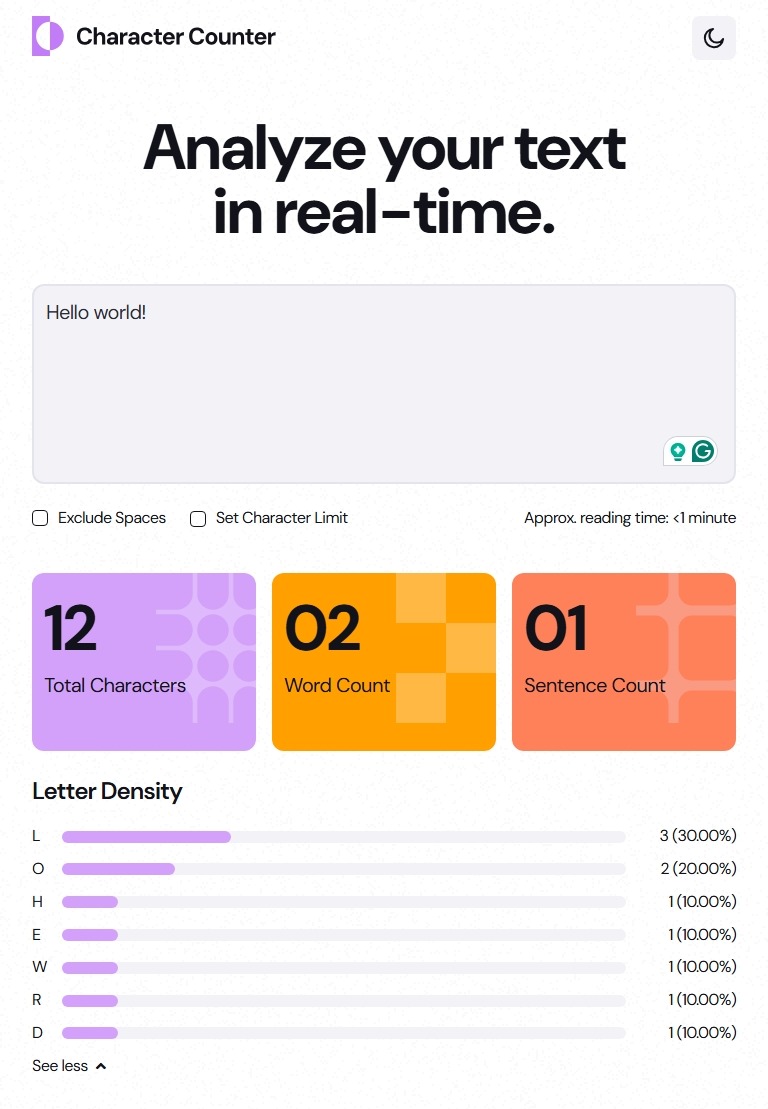 Character Counter
Analyze your text
in real-time.
Hello world!
Exclude Spaces
Set Character Limit
Approx. reading time: <1 minute
12
Total Characters
02
Word Count
01
Sentence Count
Letter Density
L 3 (30.00%)
O 2 (20.00%)
H 1 (10.00%)
E 1 (10.00%)
W 1 (10.00%)
R 1 (10.00%)
D 1 (10.00%)
See less